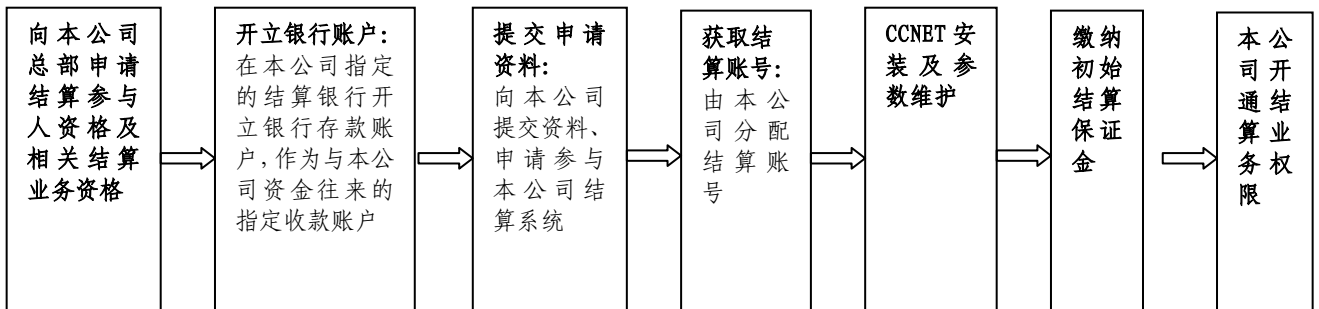 向本公司
总部申请
结算参与
人资格及
相关结算
业务资格
开立银行账户:
在本公司指定
的结算银行开
立银行存款账
户,作为与本公
司资金往来的
指定收款账户
提交申请
资料:
向本公司
提交资料、
申请参与
本公司结
算系统
获取结
算账号:
由本公
司分配
结算账
号
CCNET 安
装及参
数维护
缴纳
初始
结算
保证
金
本公
司开
通结
算业
务权
限